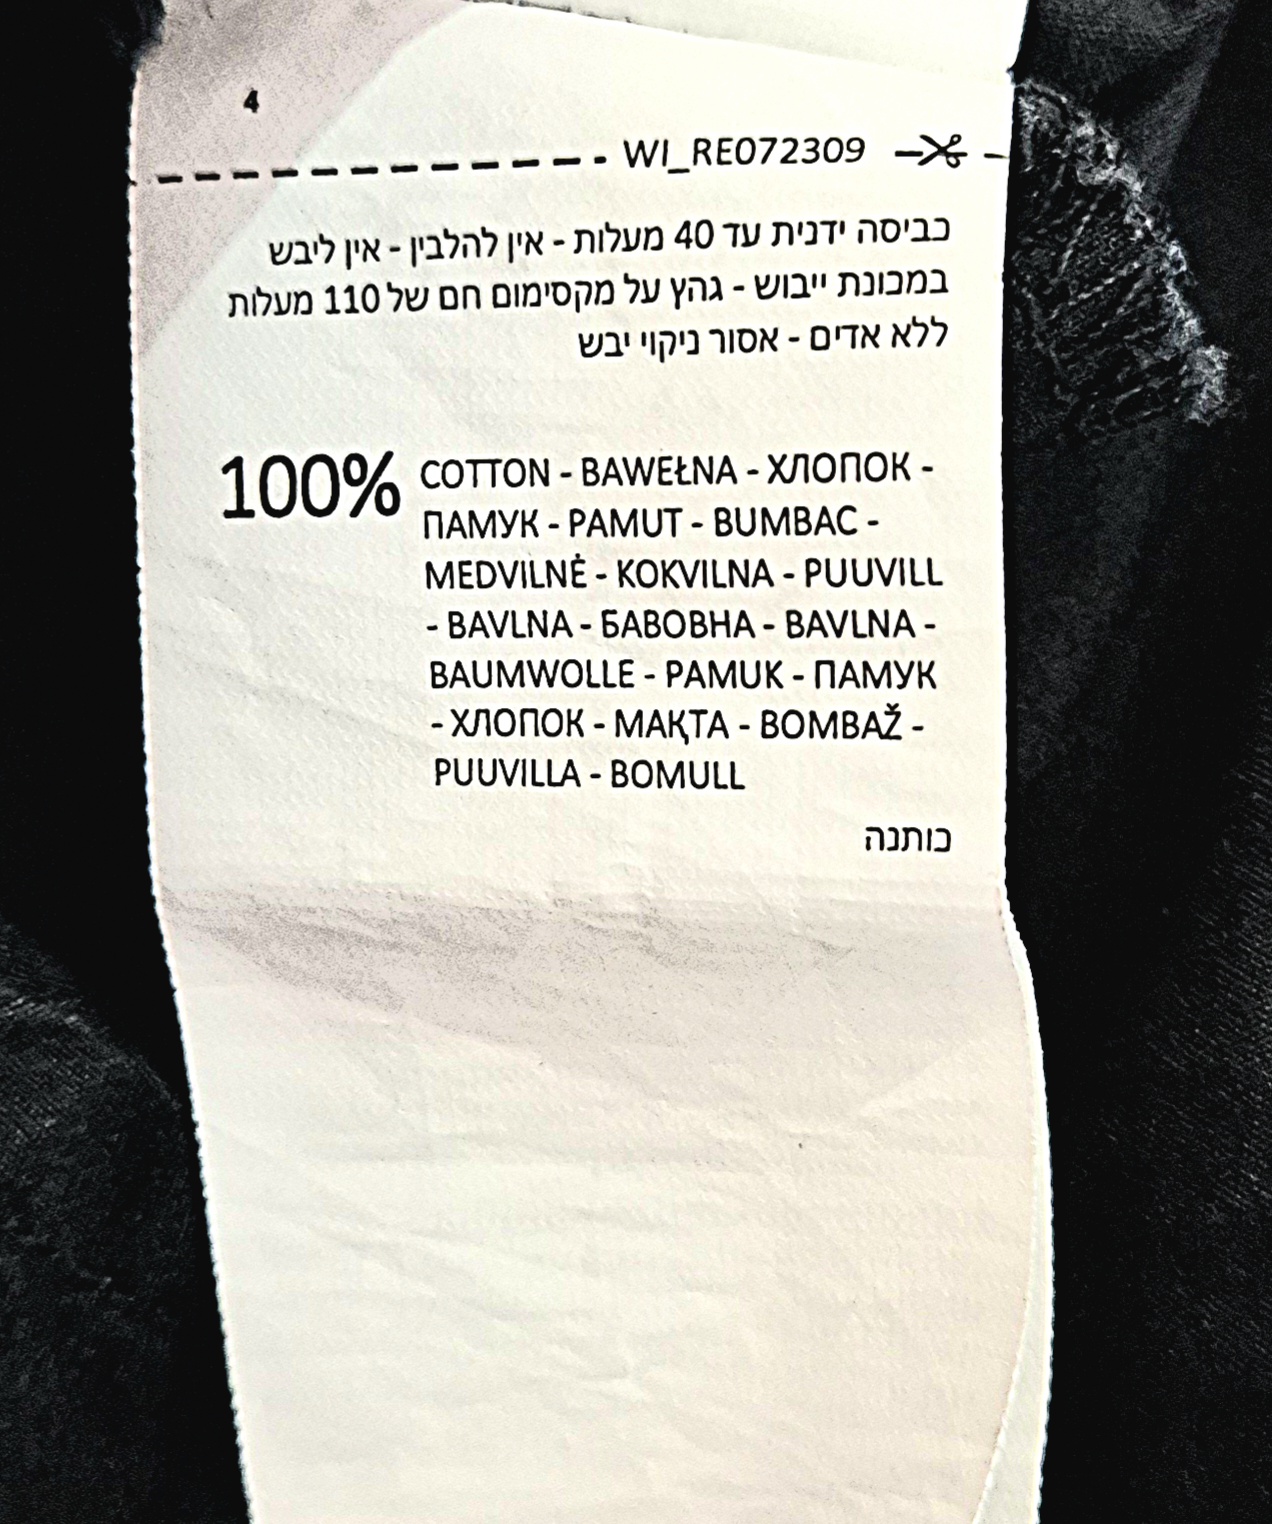 4
WI_RE072309
כביסה ידנית עד 40 מעלות - אין להלבין - אין ליבש
במכונת ייבוש - גהץ על מקסימום חם של 110 מעלות
ללא אדים - אסור ניקוי יבש
100% COTTON - BAWEŁNA - ХЛОПОК -
ПАМУК - PAMUT - BUMBAC -
MEDVILNĖ - KOKVILNA - PUUVILL
- BAVLNA - БАВОВНА - BAVLNA -
BAUMWOLLE - PAMUK - ПАМУК
- ХЛОПОК - МАҚТА - BOMBAŽ -
PUUVILLA - BOMULL
כותנה